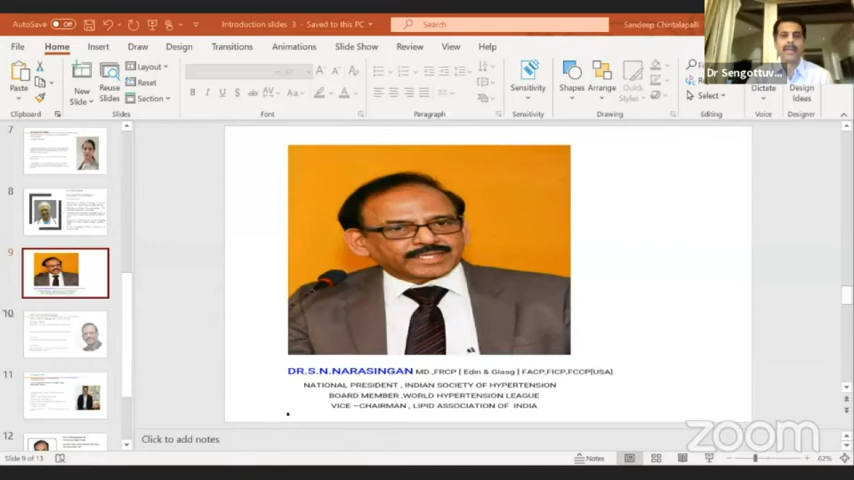 AutoSave Off Introduction slides 3 - Saved to this PC Search Sandeep Chintalapalli
File Home Insert Draw Design Transitions Animations Slide Show Review View Help
Dr Sengottuv...
Paste New Slides Reuse Slides Layout Reset Section Sensitivity Shapes Arrange Quick Styles Select Dictate Design Ideas
Clipboard Slides Font Paragraph Drawing Editing Voice Designer
7
8
9
10
11
12
DR.S.N.NARASINGAN MD.,FRCP [ Edin & Glasg ] FACP,FICP,FCCP[USA]
NATIONAL PRESIDENT , INDIAN SOCIETY OF HYPERTENSION
BOARD MEMBER ,WORLD HYPERTENSION LEAGUE
VICE –CHAIRMAN , LIPID ASSOCIATION OF INDIA
Click to add notes
zoom
Slide 9 of 13 Notes 62%